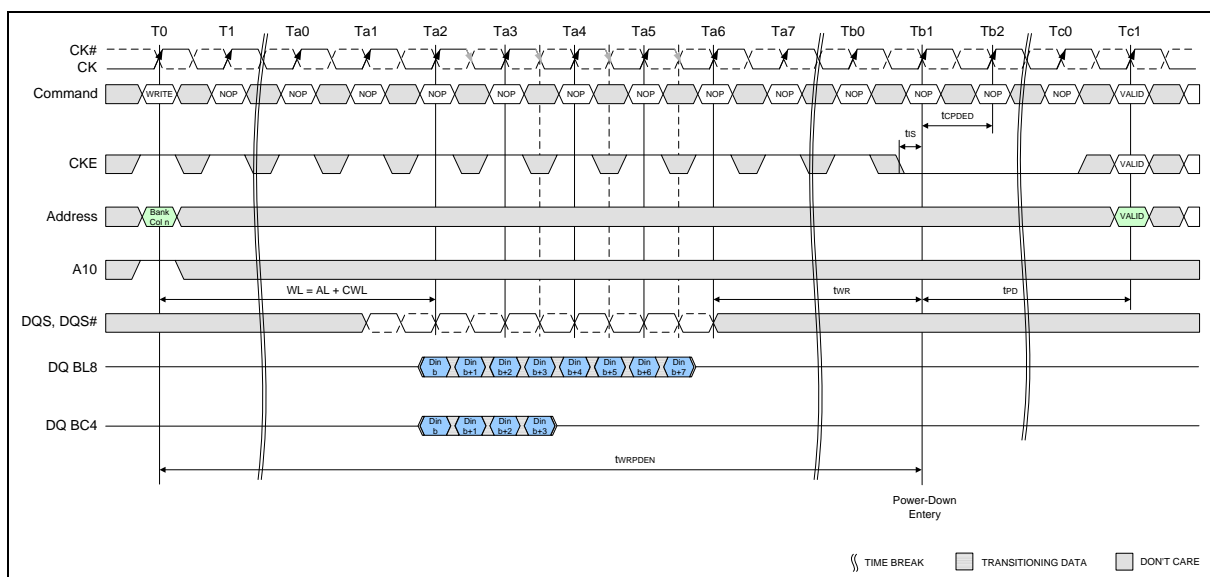 T0 T1 Ta0 Ta1 Ta2 Ta3 Ta4 Ta5 Ta6 Ta7 Tb0 Tb1 Tb2 Tc0 Tc1
CK#
CK
Command WRITE NOP NOP NOP NOP NOP NOP NOP NOP NOP NOP NOP NOP NOP VALID
tCPDED
tIS
CKE VALID
Address Bank Col n VALID
A10
WL = AL + CWL tWR tPD
DQS, DQS#
DQ BL8 Din b Din b+1 Din b+2 Din b+3 Din b+4 Din b+5 Din b+6 Din b+7
DQ BC4 Din b Din b+1 Din b+2 Din b+3
tWRPDEN
Power-Down
Entery
TIME BREAK TRANSITIONING DATA DON'T CARE